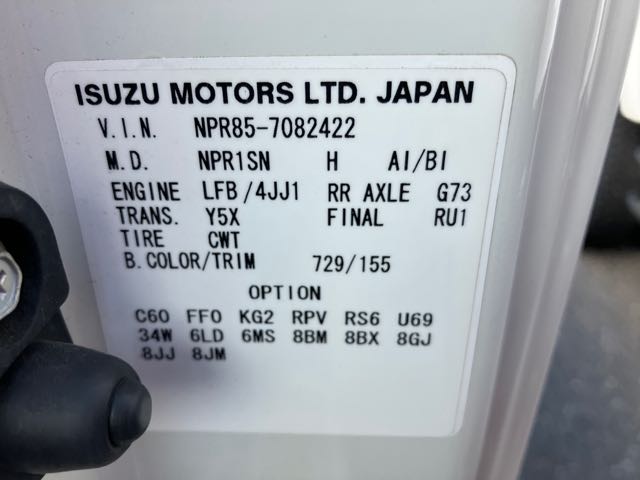 ISUZU MOTORS LTD. JAPAN
V.I.N. NPR85-7082422
M.D. NPR1SN H AI/BI
ENGINE LFB/4JJ1 RR AXLE G73
TRANS. Y5X FINAL RU1
TIRE CWT
B.COLOR/TRIM 729/155
OPTION
C60 FF0 KG2 RPV RS6 U69
34W 6LD 6MS 8BM 8BX 8GJ
8JJ 8JM